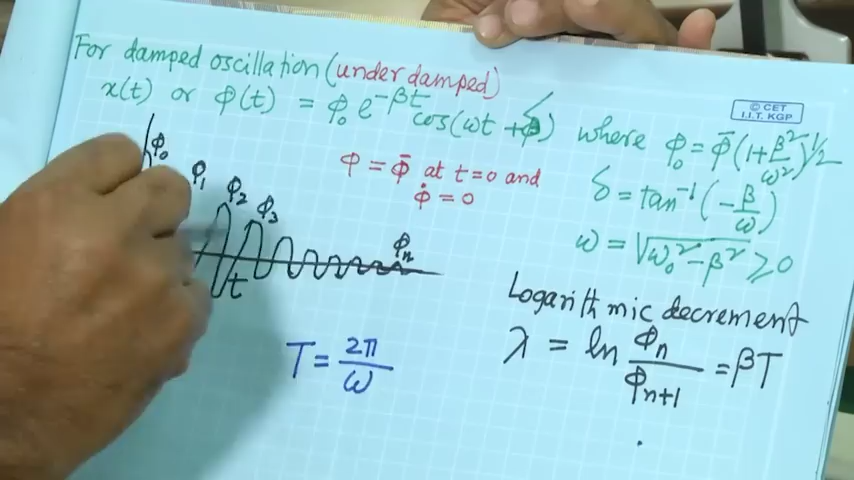 For damped oscillation (underdamped)
x(t) or φ(t) = φ₀ e^{-βt} cos(ωt + δ) where φ₀ = φ̄(1+β²/ω²)^{1/2}
© CET
I.I.T. KGP
φ = φ̄ at t=0 and
φ̇ = 0
δ = tan⁻¹(-β/ω)
ω = √(ω₀² - β²) ≥ 0
φ₀
φ₁
φ₂
φ₃
φₙ
t
T = 2π/ω
Logarithmic decrement
λ = ln φₙ/φₙ₊₁ = βT